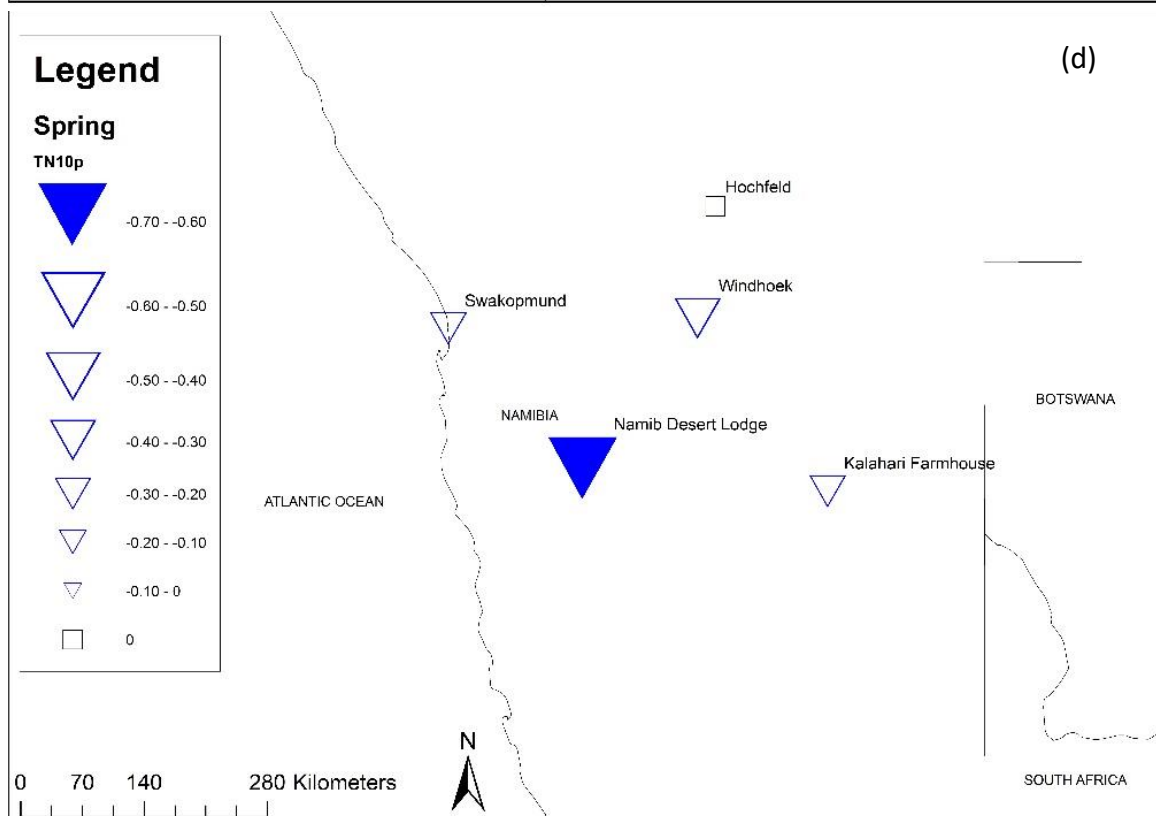 (d)
Legend
Spring
TN10p
-0.70 - -0.60
-0.60 - -0.50
-0.50 - -0.40
-0.40 - -0.30
-0.30 - -0.20
-0.20 - -0.10
-0.10 - 0
0
Hochfeld
Windhoek
Swakopmund
BOTSWANA
NAMIBIA
Namib Desert Lodge
Kalahari Farmhouse
ATLANTIC OCEAN
N
0 70 140 280 Kilometers
SOUTH AFRICA